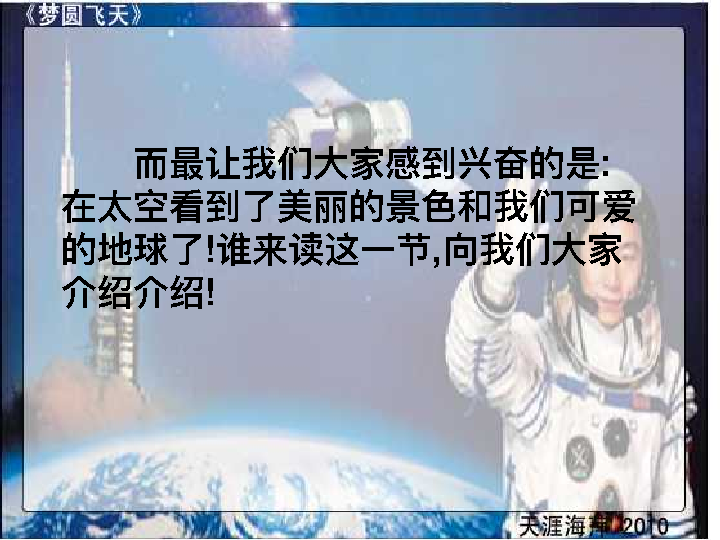 《梦圆飞天》
而最让我们大家感到兴奋的是:
在太空看到了美丽的景色和我们可爱
的地球了!谁来读这一节,向我们大家
介绍介绍!
天涯海 2010